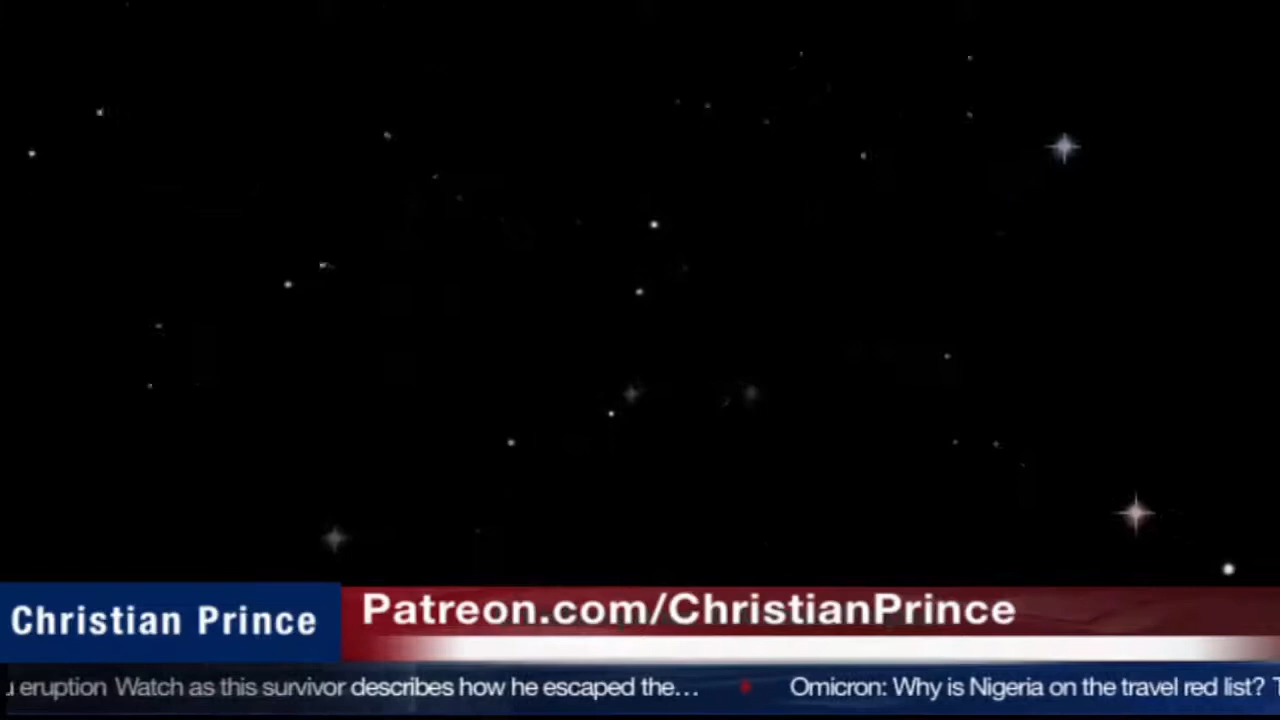 Christian Prince
Patreon.com/ChristianPrince
eruption Watch as this survivor describes how he escaped the… Omicron: Why is Nigeria on the travel red list?